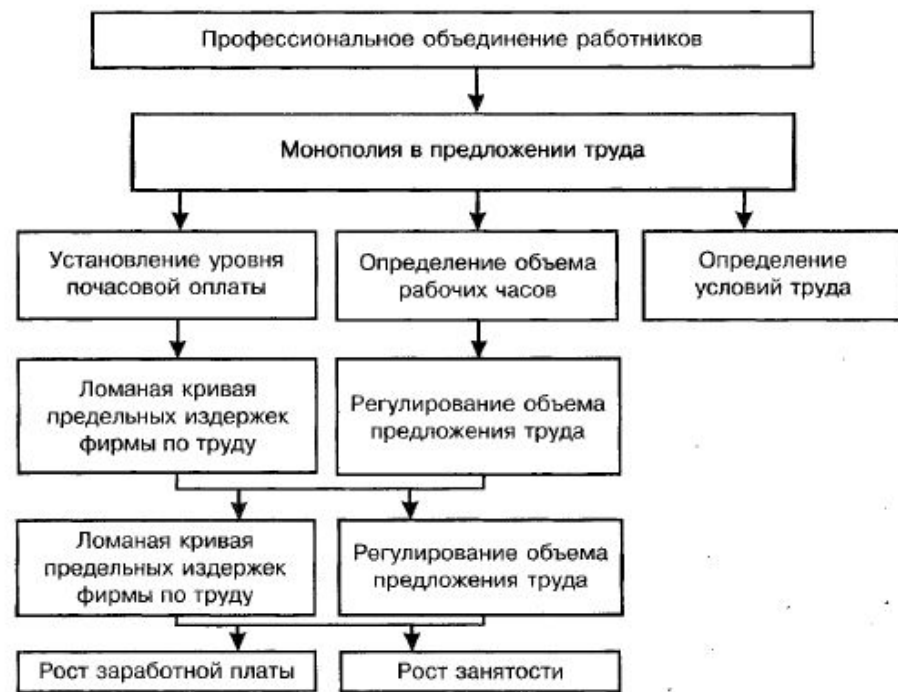 Профессиональное объединение работников
Монополия в предложении труда
Установление уровня
почасовой оплаты
Определение объема
рабочих часов
Определение
условий труда
Ломаная кривая
предельных издержек
фирмы по труду
Регулирование объема
предложения труда
Ломаная кривая
предельных издержек
фирмы по труду
Регулирование объема
предложения труда
Рост заработной платы
Рост занятости